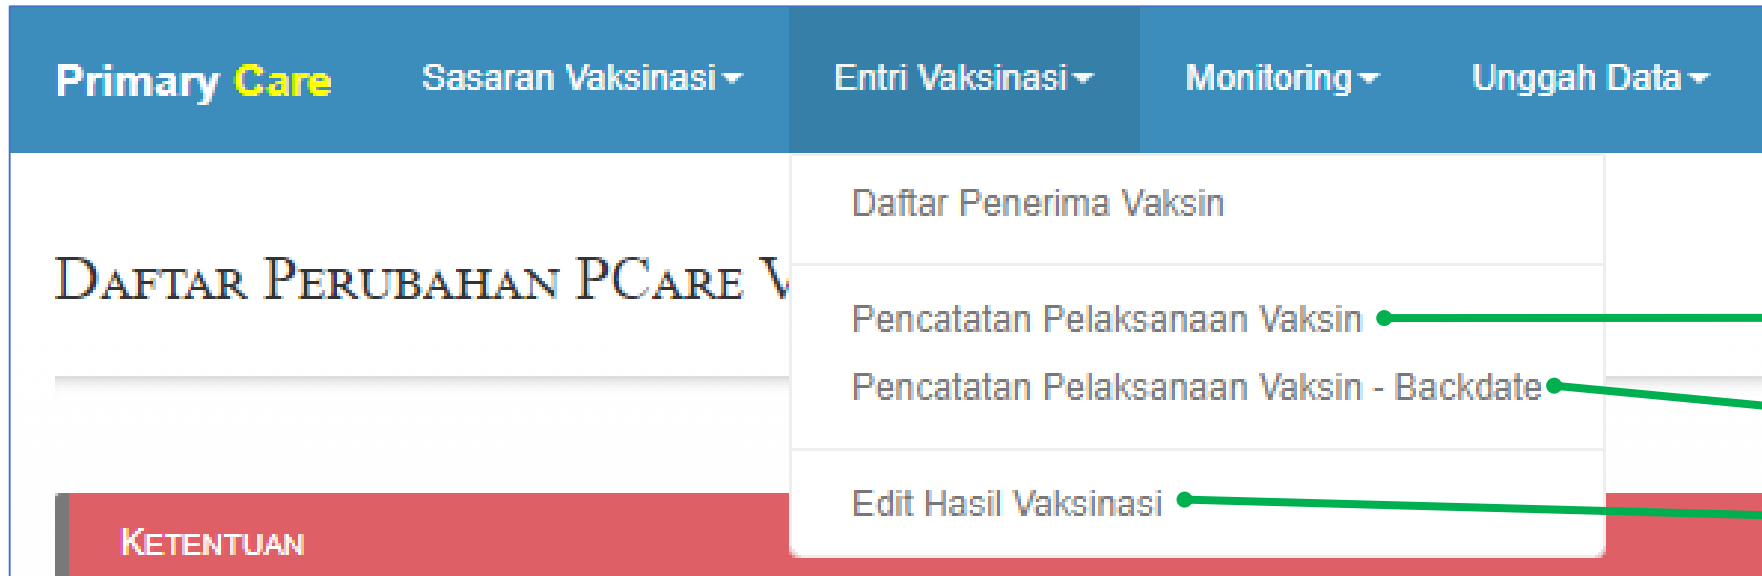 Primary Care Sasaran Vaksinasi Entri Vaksinasi Monitoring Unggah Data
Daftar Penerima Vaksin
DAFTAR PERUBAHAN PCARE V
Pencatatan Pelaksanaan Vaksin
Pencatatan Pelaksanaan Vaksin - Backdate
Edit Hasil Vaksinasi
KETENTUAN